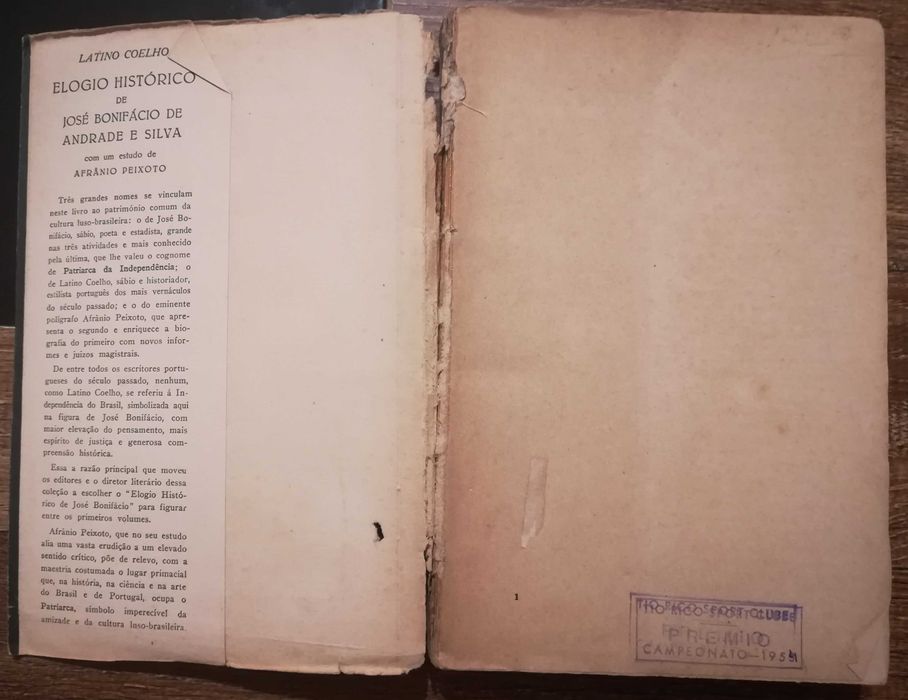 LATINO COELHO
ELOGIO HISTÓRICO
DE
JOSÉ BONIFÁCIO DE
ANDRADE E SILVA
com um estudo de
AFRÂNIO PEIXOTO
Três grandes nomes se vinculam
neste livro ao património comum da
cultura luso-brasileira: o de José Bo-
nifácio, sábio, poeta e estadista, grande
nas três atividades e mais conhecido
pela última, que lhe valeu o cognome
de Patriarca da Independência; o
de Latino Coelho, sábio e historiador,
estilista português dos mais vernáculos
do século passado; e o do eminente
polígrafo Afrânio Peixoto, que apre-
senta o segundo e enriquece a bio-
grafia do primeiro com novos infor-
mes e juizos magistrais.
De entre todos os escritores portu-
gueses do século passado, nenhum,
como Latino Coelho, se referiu á In-
dependência do Brasil, simbolizada aqui
na figura de José Bonifácio, com
maior elevação do pensamento, mais
espírito de justiça e generosa com-
preensão histórica.
Essa a razão principal que moveu
os editores e o diretor literário dessa
coleção a escolher o "Elogio Histó-
rico de José Bonifácio" para figurar
entre os primeiros volumes.
Afrânio Peixoto, que no seu estudo
alia uma vasta erudição a um elevado
sentido crítico, põe de relevo, com a
maestria costumada o lugar primacial
que, na história, na ciência e na arte
do Brasil e de Portugal, ocupa o
Patriarca, símbolo imperecível da
amizade e da cultura luso-brasileira.
1
TIO RICO SPORT CLUBE
PREMIO
CAMPEONATO-195